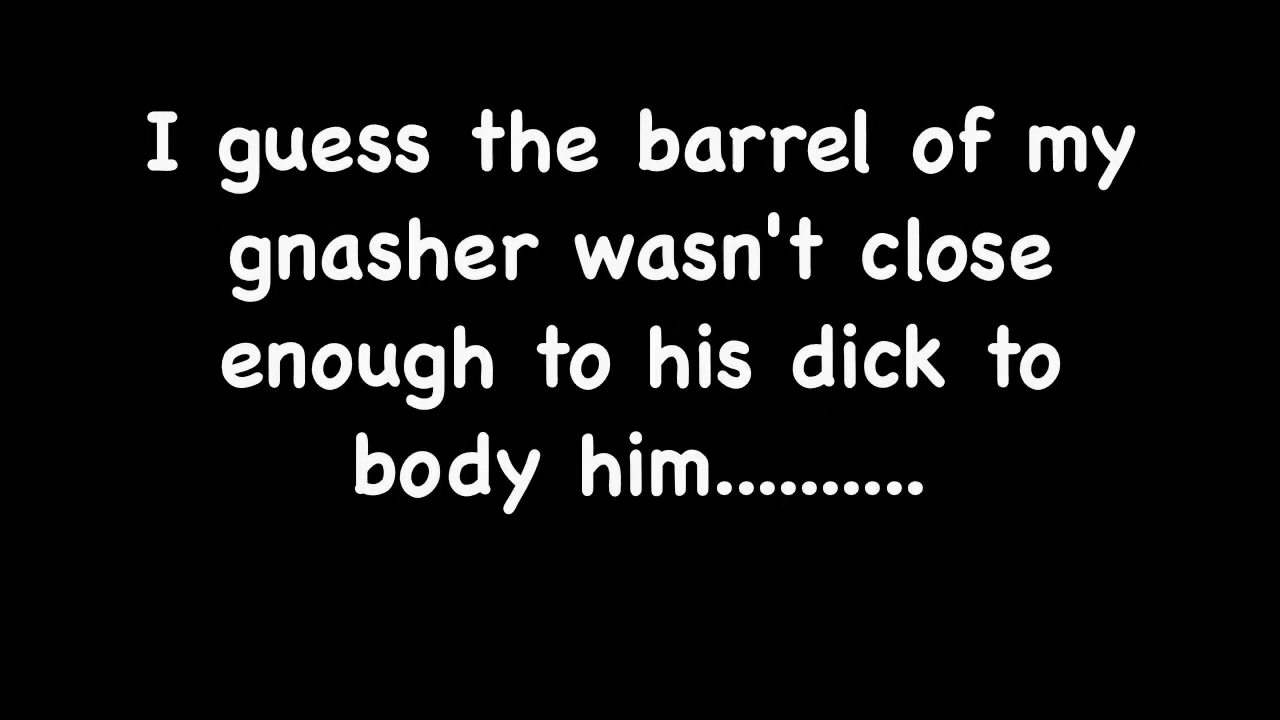 I guess the barrel of my
gnasher wasn't close
enough to his dick to
body him..........